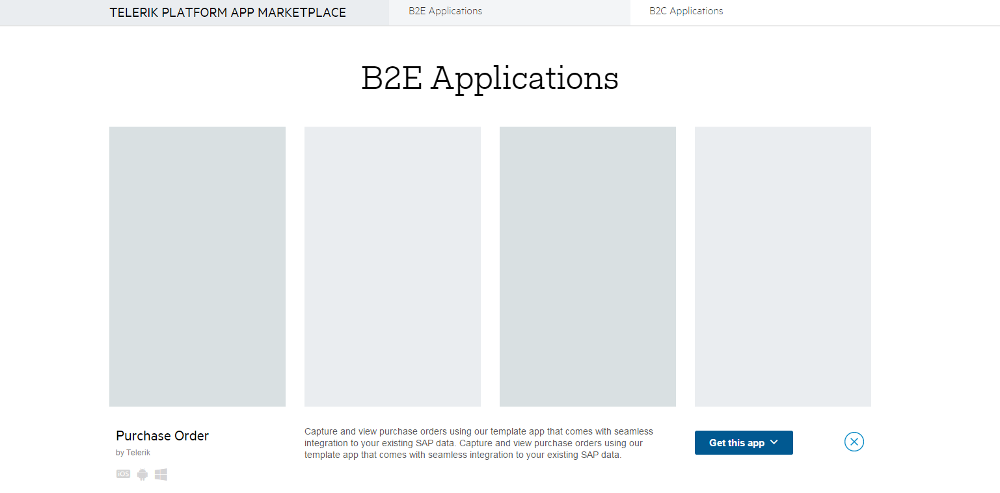 TELERIK PLATFORM APP MARKETPLACE
B2E Applications
B2C Applications
B2E Applications
Purchase Order
by Telerik
iOS
Capture and view purchase orders using our template app that comes with seamless
integration to your existing SAP data. Capture and view purchase orders using our
template app that comes with seamless integration to your existing SAP data.
Get this app